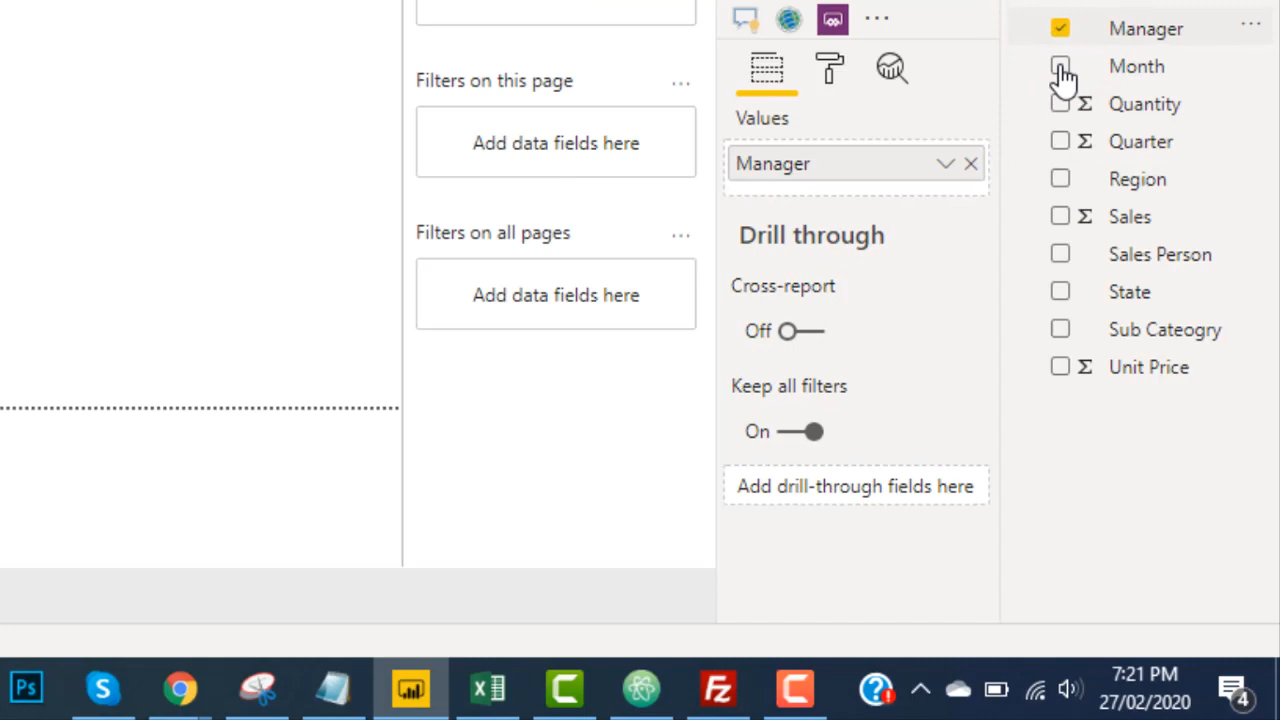 Filters on this page
...
Add data fields here
Filters on all pages
...
Add data fields here
...
Values
Manager
Drill through
Cross-report
Off
Keep all filters
On
Add drill-through fields here
Manager
...
Month
Σ Quantity
Σ Quarter
Region
Σ Sales
Sales Person
State
Sub Cateogry
Σ Unit Price
Ps
S
X
C
Fz
C
?
!
7:21 PM
27/02/2020
4